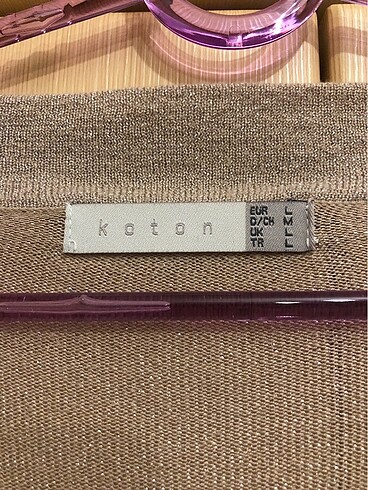 koton
EUR L
D/CH M
UK L
TR L